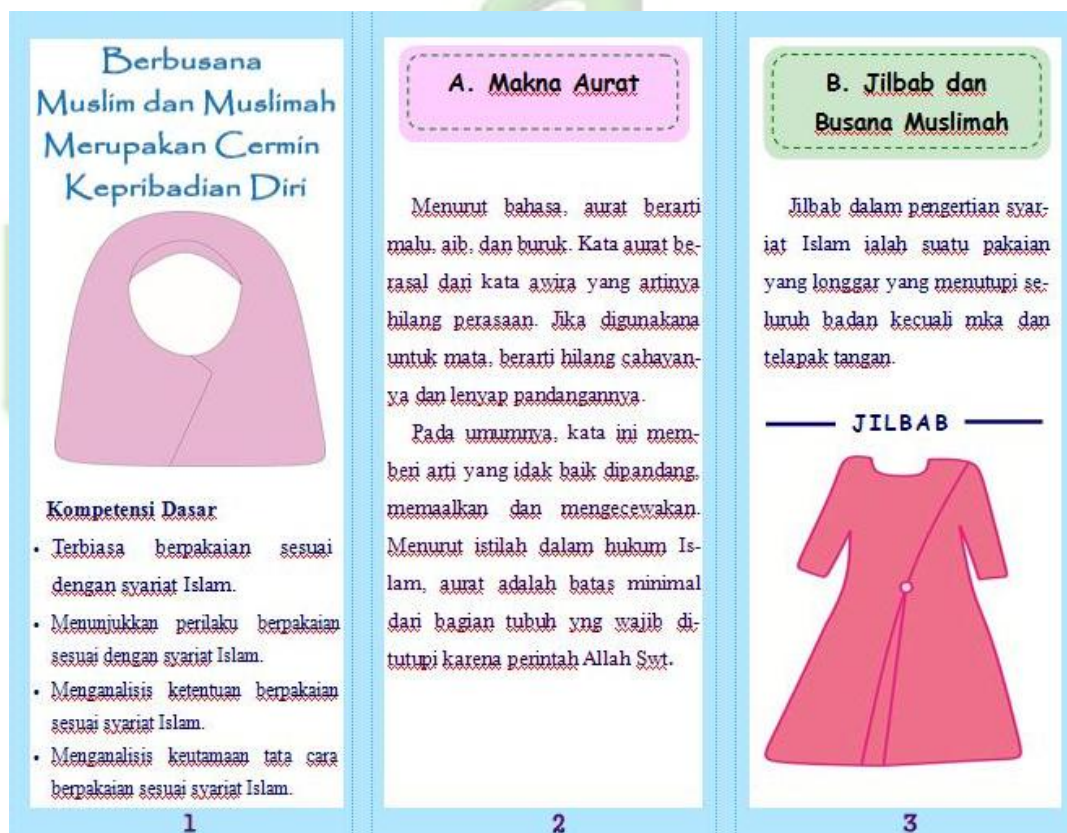 Berbusana
Muslim dan Muslimah
Merupakan Cermin
Kepribadian Diri
Kompetensi Dasar
• Terbiasa berpakaian sesuai
dengan syariat Islam.
• Menunjukkan perilaku berpakaian
sesuai dengan syariat Islam.
• Menganalisis ketentuan berpakaian
sesuai syariat Islam.
• Menganalisis keutamaan tata cara
berpakaian sesuai syariat Islam.
1
A. Makna Aurat
Menurut bahasa, aurat berarti
malu, aib, dan buruk. Kata aurat be-
rasal dari kata awira yang artinya
hilang perasaan. Jika digunakana
untuk mata, berarti hilang cahayan-
ya dan lenyap pandangannya.
Pada umumnya, kata ini mem-
beri arti yang idak baik dipandang,
memaalkan dan mengecewakan.
Menurut istilah dalam hukum Is-
lam, aurat adalah batas minimal
dari bagian tubuh yng wajib di-
tutupi karena perintah Allah Swt.
2
B. Jilbab dan
Busana Muslimah
Jilbab dalam pengertian syar-
iat Islam ialah suatu pakaian
yang longgar yang menutupi se-
luruh badan kecuali mka dan
telapak tangan.
JILBAB
3